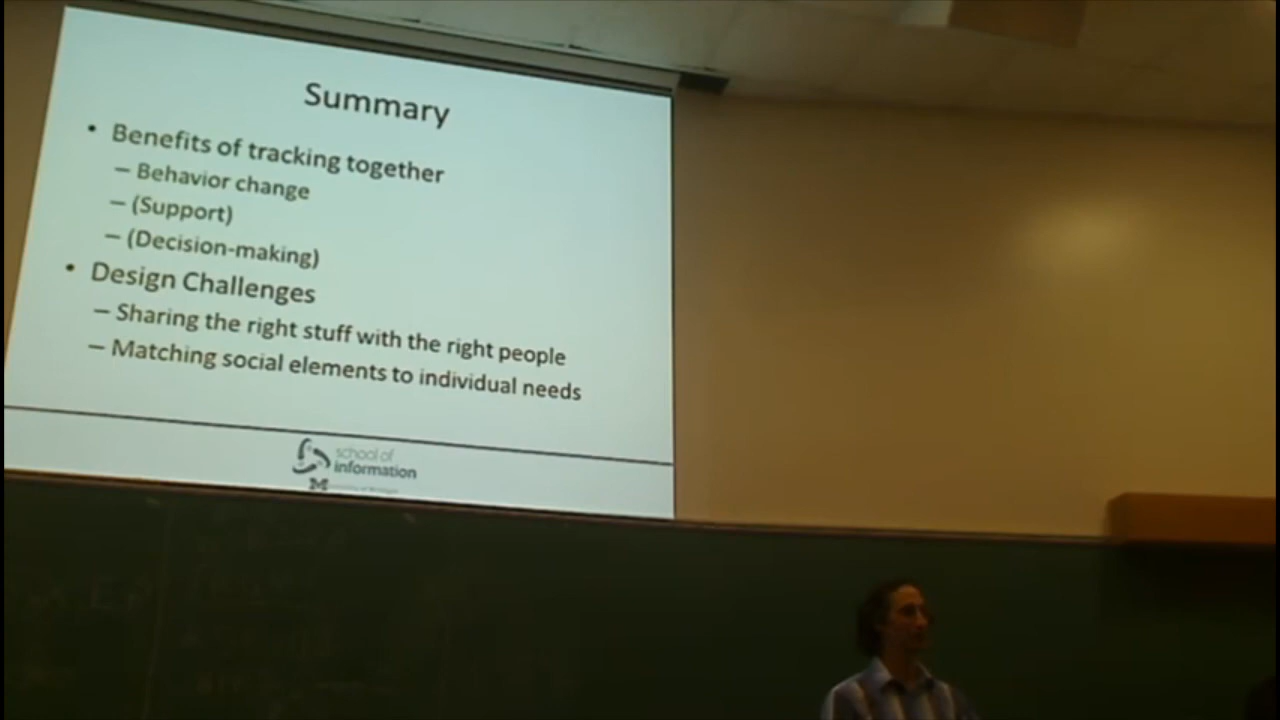 Summary
• Benefits of tracking together
– Behavior change
– (Support)
– (Decision-making)
• Design Challenges
– Sharing the right stuff with the right people
– Matching social elements to individual needs
school of
information
M